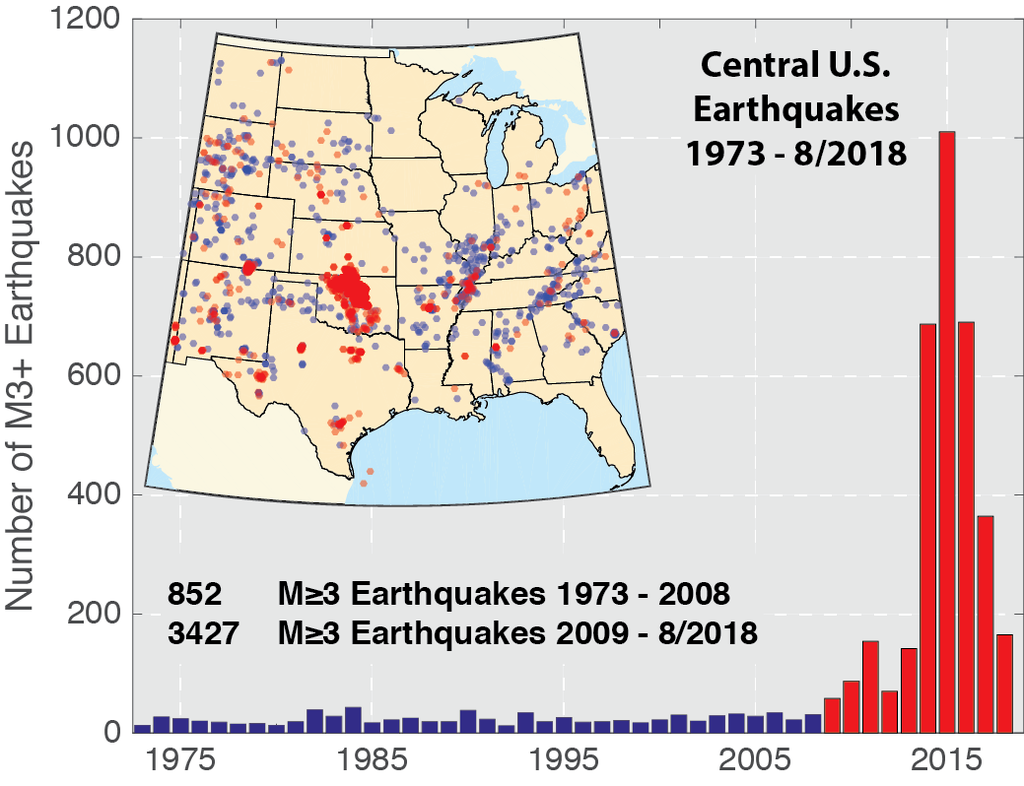 Central U.S.
Earthquakes
1973 - 8/2018
Number of M3+ Earthquakes
1200
1000
800
600
400
200
0
852 M≥3 Earthquakes 1973 - 2008
3427 M≥3 Earthquakes 2009 - 8/2018
1975 1985 1995 2005 2015